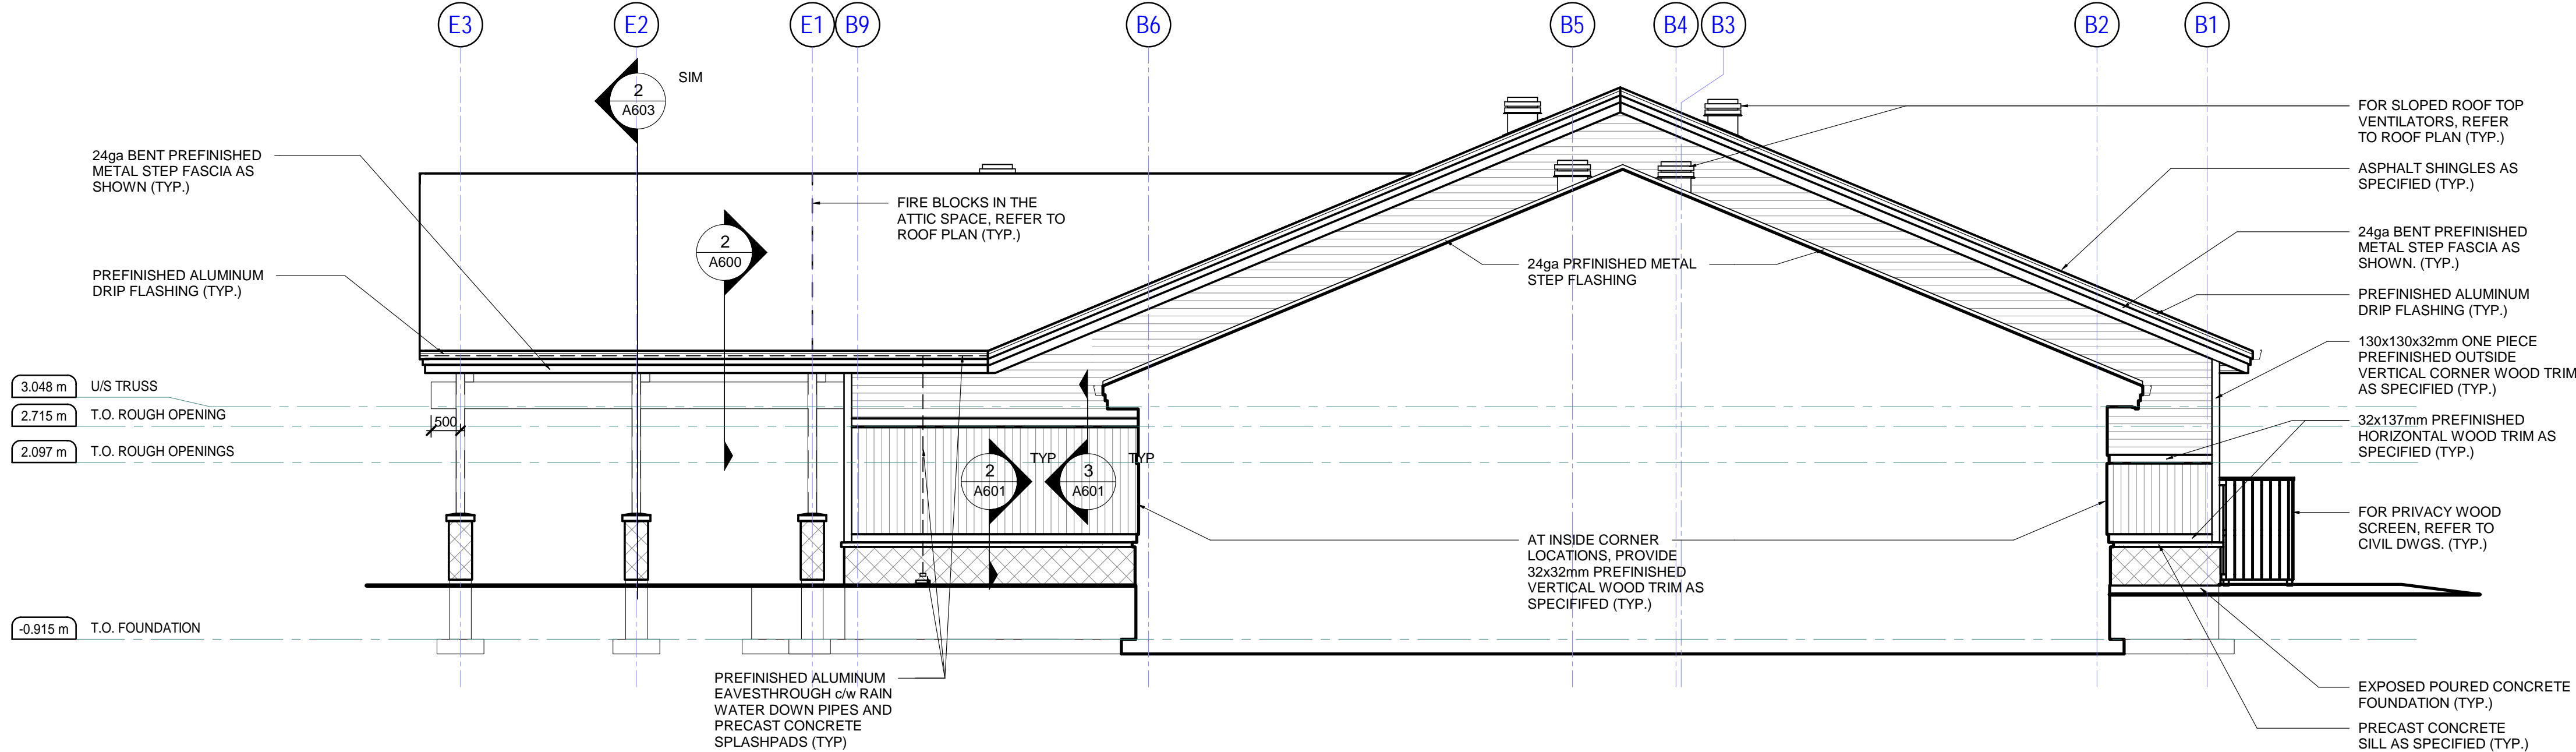 E3
E2
E1
B9
B6
B5
B4
B3
B2
B1
2
A603
SIM
24ga BENT PREFINISHED
METAL STEP FASCIA AS
SHOWN (TYP.)
PREFINISHED ALUMINUM
DRIP FLASHING (TYP.)
2
A600
FIRE BLOCKS IN THE
ATTIC SPACE, REFER TO
ROOF PLAN (TYP.)
24ga PRFINISHED METAL
STEP FLASHING
FOR SLOPED ROOF TOP
VENTILATORS, REFER
TO ROOF PLAN (TYP.)
ASPHALT SHINGLES AS
SPECIFIED (TYP.)
24ga BENT PREFINISHED
METAL STEP FASCIA AS
SHOWN. (TYP.)
PREFINISHED ALUMINUM
DRIP FLASHING (TYP.)
130x130x32mm ONE PIECE
PREFINISHED OUTSIDE
VERTICAL CORNER WOOD TRIM
AS SPECIFIED (TYP.)
32x137mm PREFINISHED
HORIZONTAL WOOD TRIM AS
SPECIFIED (TYP.)
FOR PRIVACY WOOD
SCREEN, REFER TO
CIVIL DWGS. (TYP.)
EXPOSED POURED CONCRETE
FOUNDATION (TYP.)
PRECAST CONCRETE
SILL AS SPECIFIED (TYP.)
3.048 m U/S TRUSS
2.715 m T.O. ROUGH OPENING
500
2.097 m T.O. ROUGH OPENINGS
-0.915 m T.O. FOUNDATION
2
A601
TYP
3
A601
TYP
AT INSIDE CORNER
LOCATIONS, PROVIDE
32x32mm PREFINISHED
VERTICAL WOOD TRIM AS
SPECIFIFED (TYP.)
PREFINISHED ALUMINUM
EAVESTHROUGH c/w RAIN
WATER DOWN PIPES AND
PRECAST CONCRETE
SPLASHPADS (TYP)